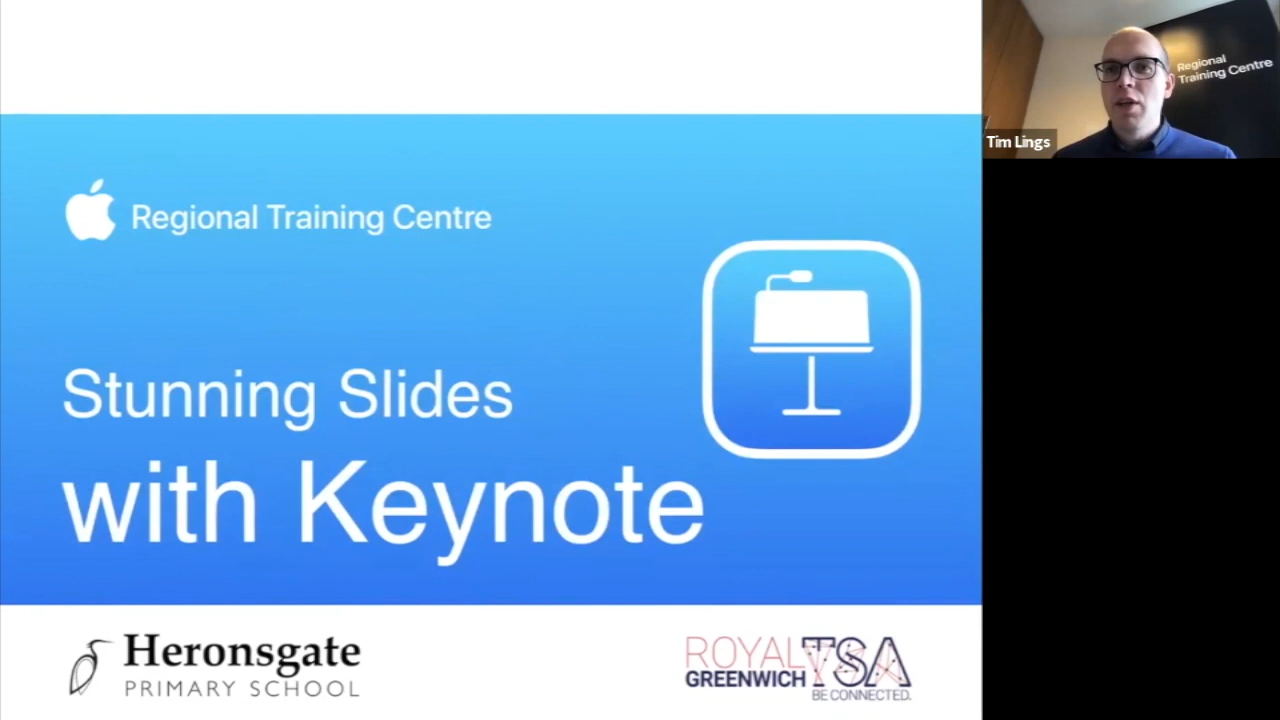 Regional Training Centre
Stunning Slides
with Keynote
Heronsgate
PRIMARY SCHOOL
ROYAL
GREENWICH
TSA
BE CONNECTED.
Regional
Training Centre
Tim Lings